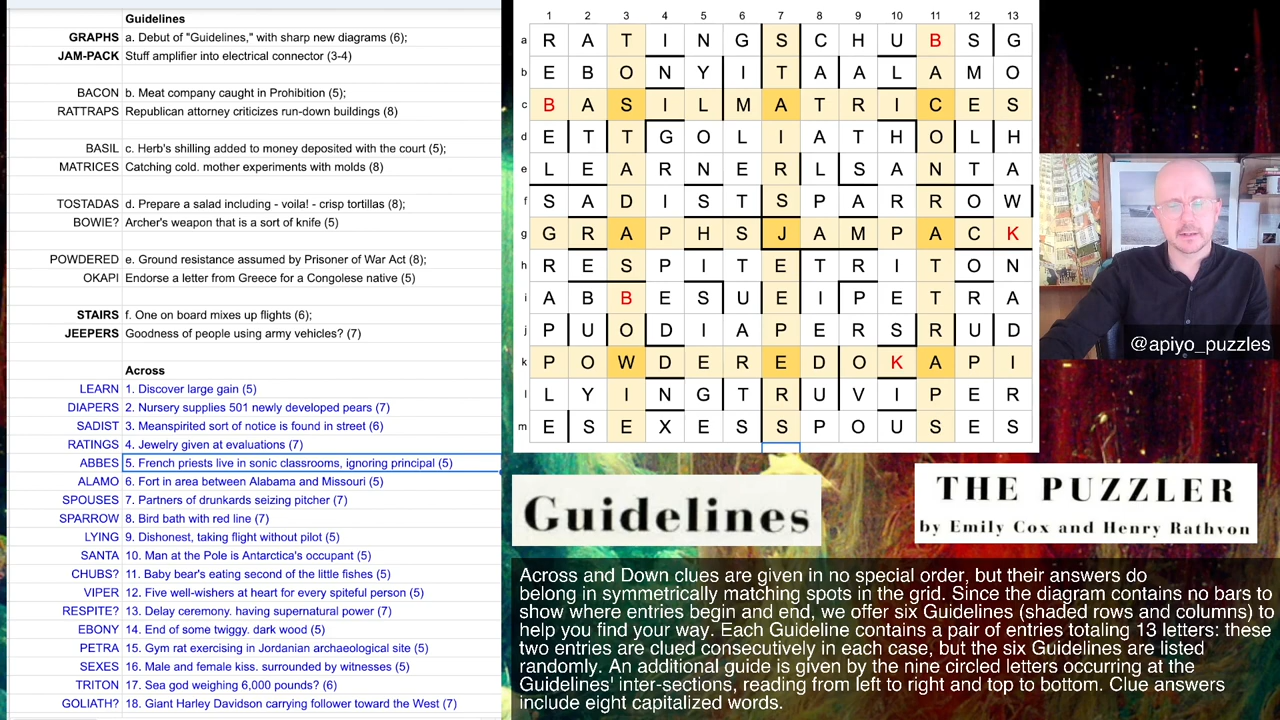 Guidelines
GRAPHS a. Debut of "Guidelines," with sharp new diagrams (6);
JAM-PACK Stuff amplifier into electrical connector (3-4)
BACON b. Meat company caught in Prohibition (5);
RATTRAPS Republican attorney criticizes run-down buildings (8)
BASIL c. Herb's shilling added to money deposited with the court (5);
MATRICES Catching cold. mother experiments with molds (8)
TOSTADAS d. Prepare a salad including - voila! - crisp tortillas (8);
BOWIE? Archer's weapon that is a sort of knife (5)
POWDERED e. Ground resistance assumed by Prisoner of War Act (8);
OKAPI Endorse a letter from Greece for a Congolese native (5)
STAIRS f. One on board mixes up flights (6);
JEEPERS Goodness of people using army vehicles? (7)
Across
LEARN 1. Discover large gain (5)
DIAPERS 2. Nursery supplies 501 newly developed pears (7)
SADIST 3. Meanspirited sort of notice is found in street (6)
RATINGS 4. Jewelry given at evaluations (7)
ABBES 5. French priests live in sonic classrooms, ignoring principal (5)
ALAMO 6. Fort in area between Alabama and Missouri (5)
SPOUSES 7. Partners of drunkards seizing pitcher (7)
SPARROW 8. Bird bath with red line (7)
LYING 9. Dishonest, taking flight without pilot (5)
SANTA 10. Man at the Pole is Antarctica's occupant (5)
CHUBS? 11. Baby bear's eating second of the little fishes (5)
VIPER 12. Five well-wishers at heart for every spiteful person (5)
RESPITE? 13. Delay ceremony. having supernatural power (7)
EBONY 14. End of some twiggy. dark wood (5)
PETRA 15. Gym rat exercising in Jordanian archaeological site (5)
SEXES 16. Male and female kiss. surrounded by witnesses (5)
TRITON 17. Sea god weighing 6,000 pounds? (6)
GOLIATH? 18. Giant Harley Davidson carrying follower toward the West (7)
1 2 3 4 5 6 7 8 9 10 11 12 13
a R A T I N G S C H U B S G
b E B O N Y I T A A L A M O
c B A S I L M A T R I C E S
d E T T G O L I A T H O L H
e L E A R N E R L S A N T A
f S A D I S T S P A R R O W
g G R A P H S J A M P A C K
h R E S P I T E T R I T O N
i A B B E S U E I P E T R A
j P U O D I A P E R S R U D
k P O W D E R E D O K A P I
l L Y I N G T R U V I P E R
m E S E X E S S P O U S E S
@apiyo_puzzles
Guidelines
THE PUZZLER
by Emily Cox and Henry Rathvon
Across and Down clues are given in no special order, but their answers do
belong in symmetrically matching spots in the grid. Since the diagram contains no bars to
show where entries begin and end, we offer six Guidelines (shaded rows and columns) to
help you find your way. Each Guideline contains a pair of entries totaling 13 letters: these
two entries are clued consecutively in each case, but the six Guidelines are listed
randomly. An additional guide is given by the nine circled letters occurring at the
Guidelines' inter-sections, reading from left to right and top to bottom. Clue answers
include eight capitalized words.